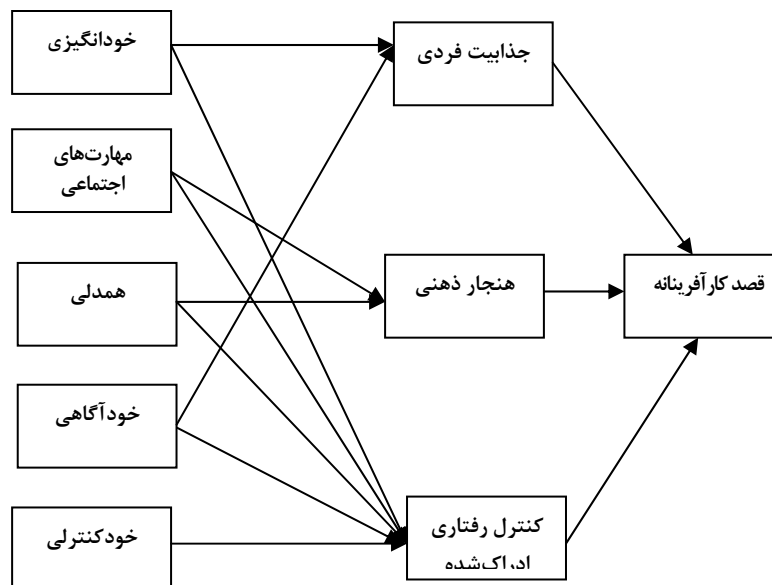 خودانگیزی
جذابیت فردی
مهارت‌های
اجتماعی
همدلی
هنجار ذهنی
قصد کارآفرینانه
خودآگاهی
خودکنترلی
کنترل رفتاری
ادراک‌شده